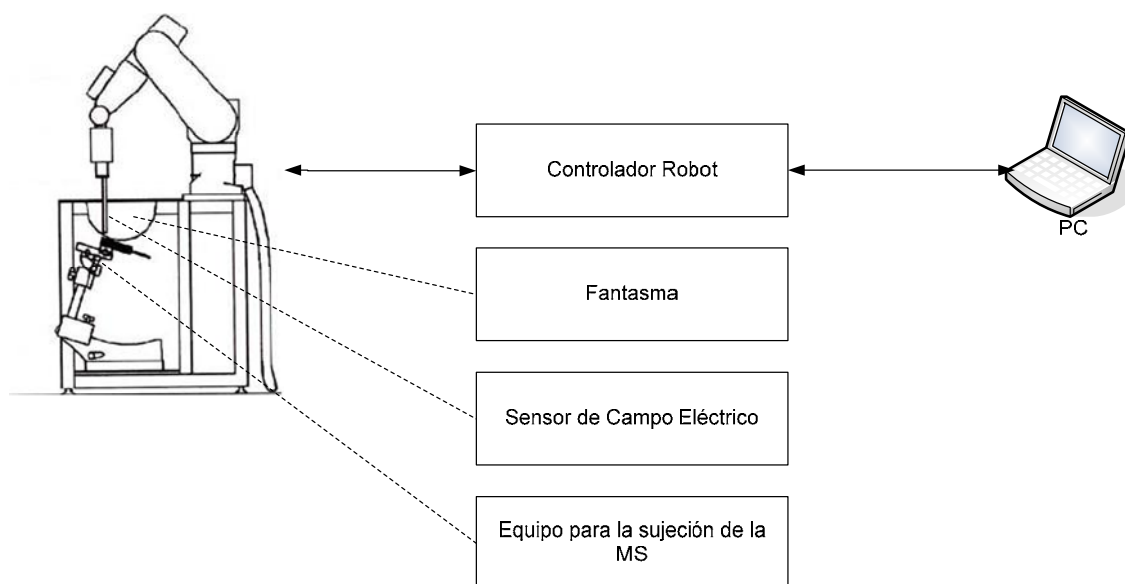 Controlador Robot
PC
Fantasma
Sensor de Campo Eléctrico
Equipo para la sujeción de la
MS